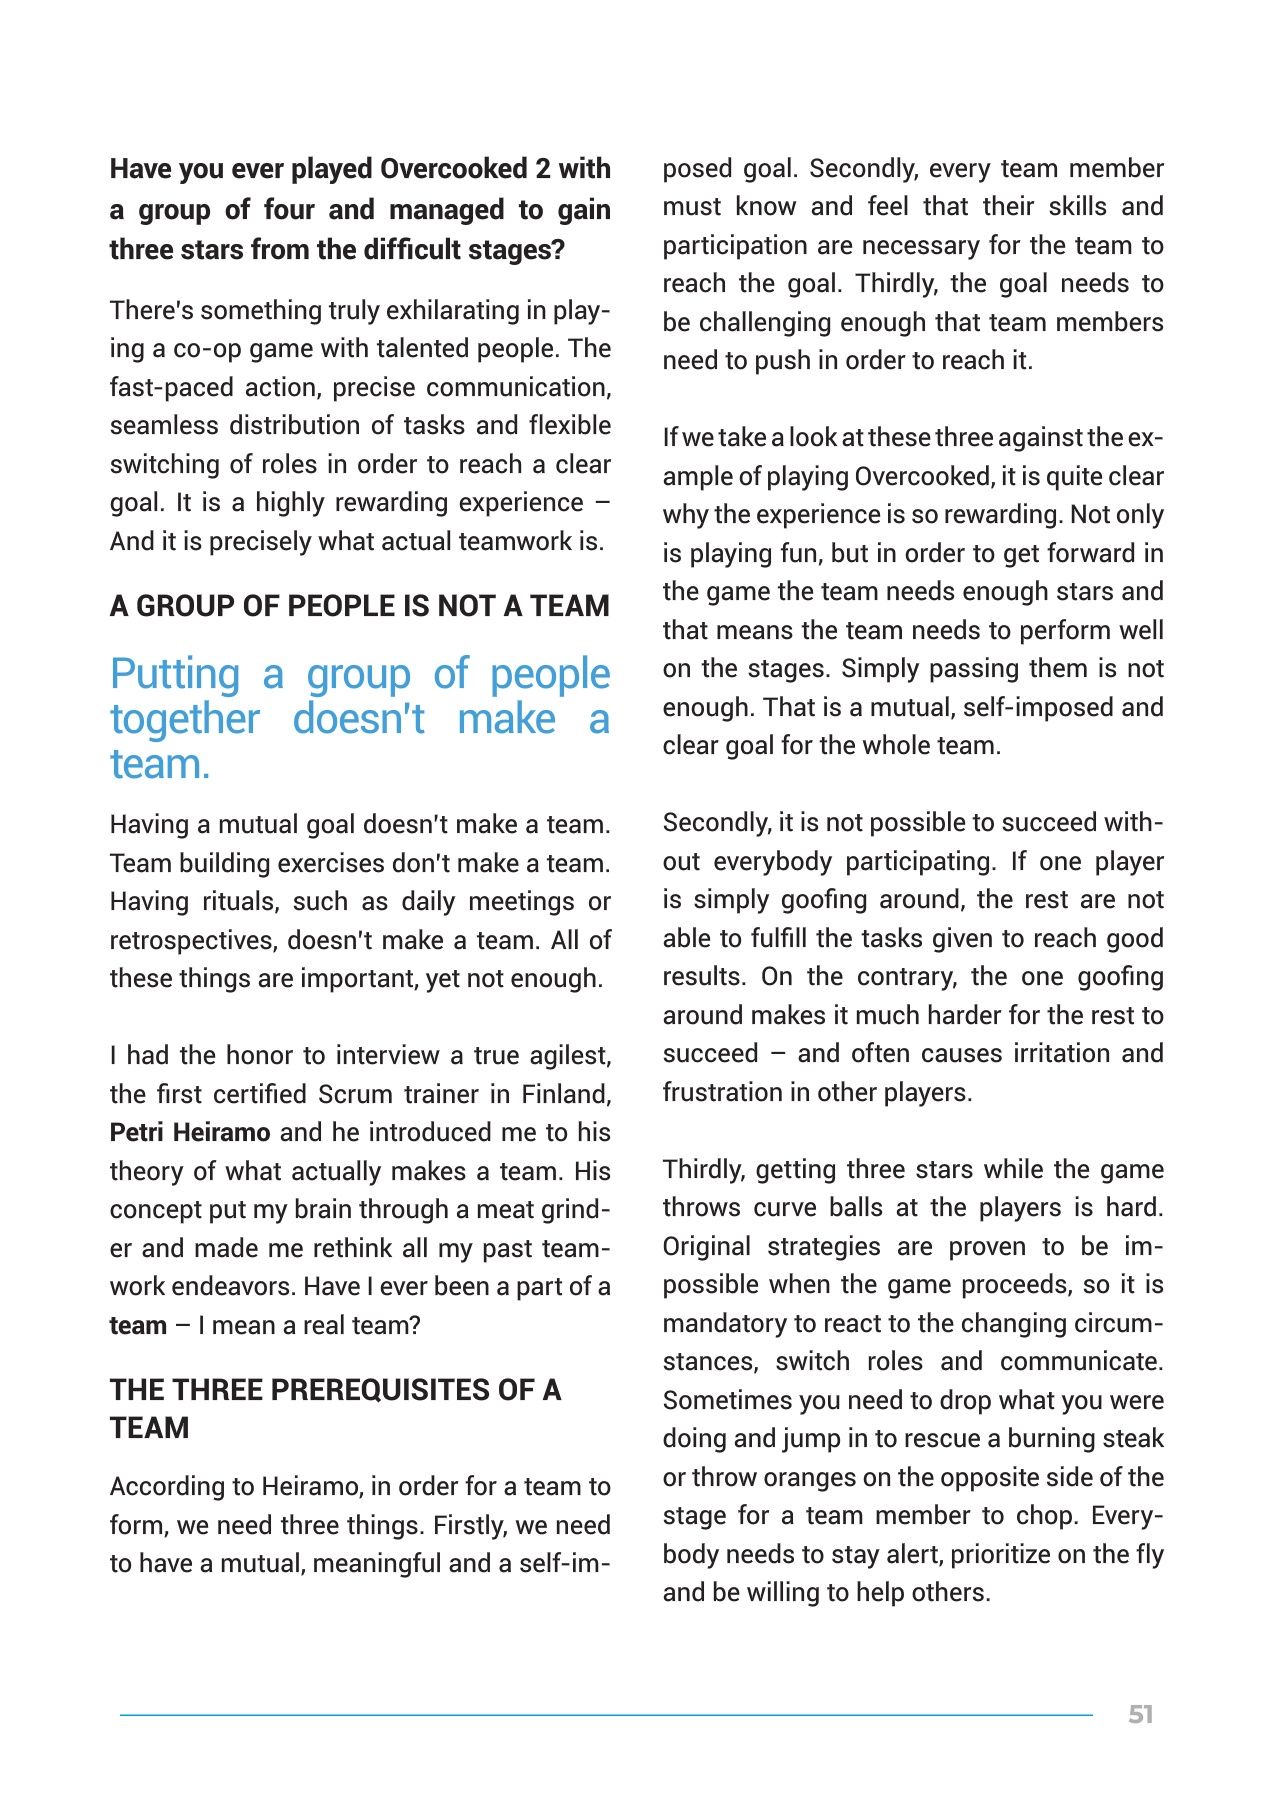 Have you ever played Overcooked 2 with
a group of four and managed to gain
three stars from the difficult stages?
There's something truly exhilarating in play-
ing a co-op game with talented people. The
fast-paced action, precise communication,
seamless distribution of tasks and flexible
switching of roles in order to reach a clear
goal. It is a highly rewarding experience –
And it is precisely what actual teamwork is.
A GROUP OF PEOPLE IS NOT A TEAM
Putting a group of people
together doesn't make a
team.
Having a mutual goal doesn't make a team.
Team building exercises don't make a team.
Having rituals, such as daily meetings or
retrospectives, doesn't make a team. All of
these things are important, yet not enough.
I had the honor to interview a true agilest,
the first certified Scrum trainer in Finland,
Petri Heiramo and he introduced me to his
theory of what actually makes a team. His
concept put my brain through a meat grind-
er and made me rethink all my past team-
work endeavors. Have I ever been a part of a
team – I mean a real team?
THE THREE PREREQUISITES OF A
TEAM
According to Heiramo, in order for a team to
form, we need three things. Firstly, we need
to have a mutual, meaningful and a self-im-
posed goal. Secondly, every team member
must know and feel that their skills and
participation are necessary for the team to
reach the goal. Thirdly, the goal needs to
be challenging enough that team members
need to push in order to reach it.
If we take a look at these three against the ex-
ample of playing Overcooked, it is quite clear
why the experience is so rewarding. Not only
is playing fun, but in order to get forward in
the game the team needs enough stars and
that means the team needs to perform well
on the stages. Simply passing them is not
enough. That is a mutual, self-imposed and
clear goal for the whole team.
Secondly, it is not possible to succeed with-
out everybody participating. If one player
is simply goofing around, the rest are not
able to fulfill the tasks given to reach good
results. On the contrary, the one goofing
around makes it much harder for the rest to
succeed – and often causes irritation and
frustration in other players.
Thirdly, getting three stars while the game
throws curve balls at the players is hard.
Original strategies are proven to be im-
possible when the game proceeds, so it is
mandatory to react to the changing circum-
stances, switch roles and communicate.
Sometimes you need to drop what you were
doing and jump in to rescue a burning steak
or throw oranges on the opposite side of the
stage for a team member to chop. Every-
body needs to stay alert, prioritize on the fly
and be willing to help others.
51